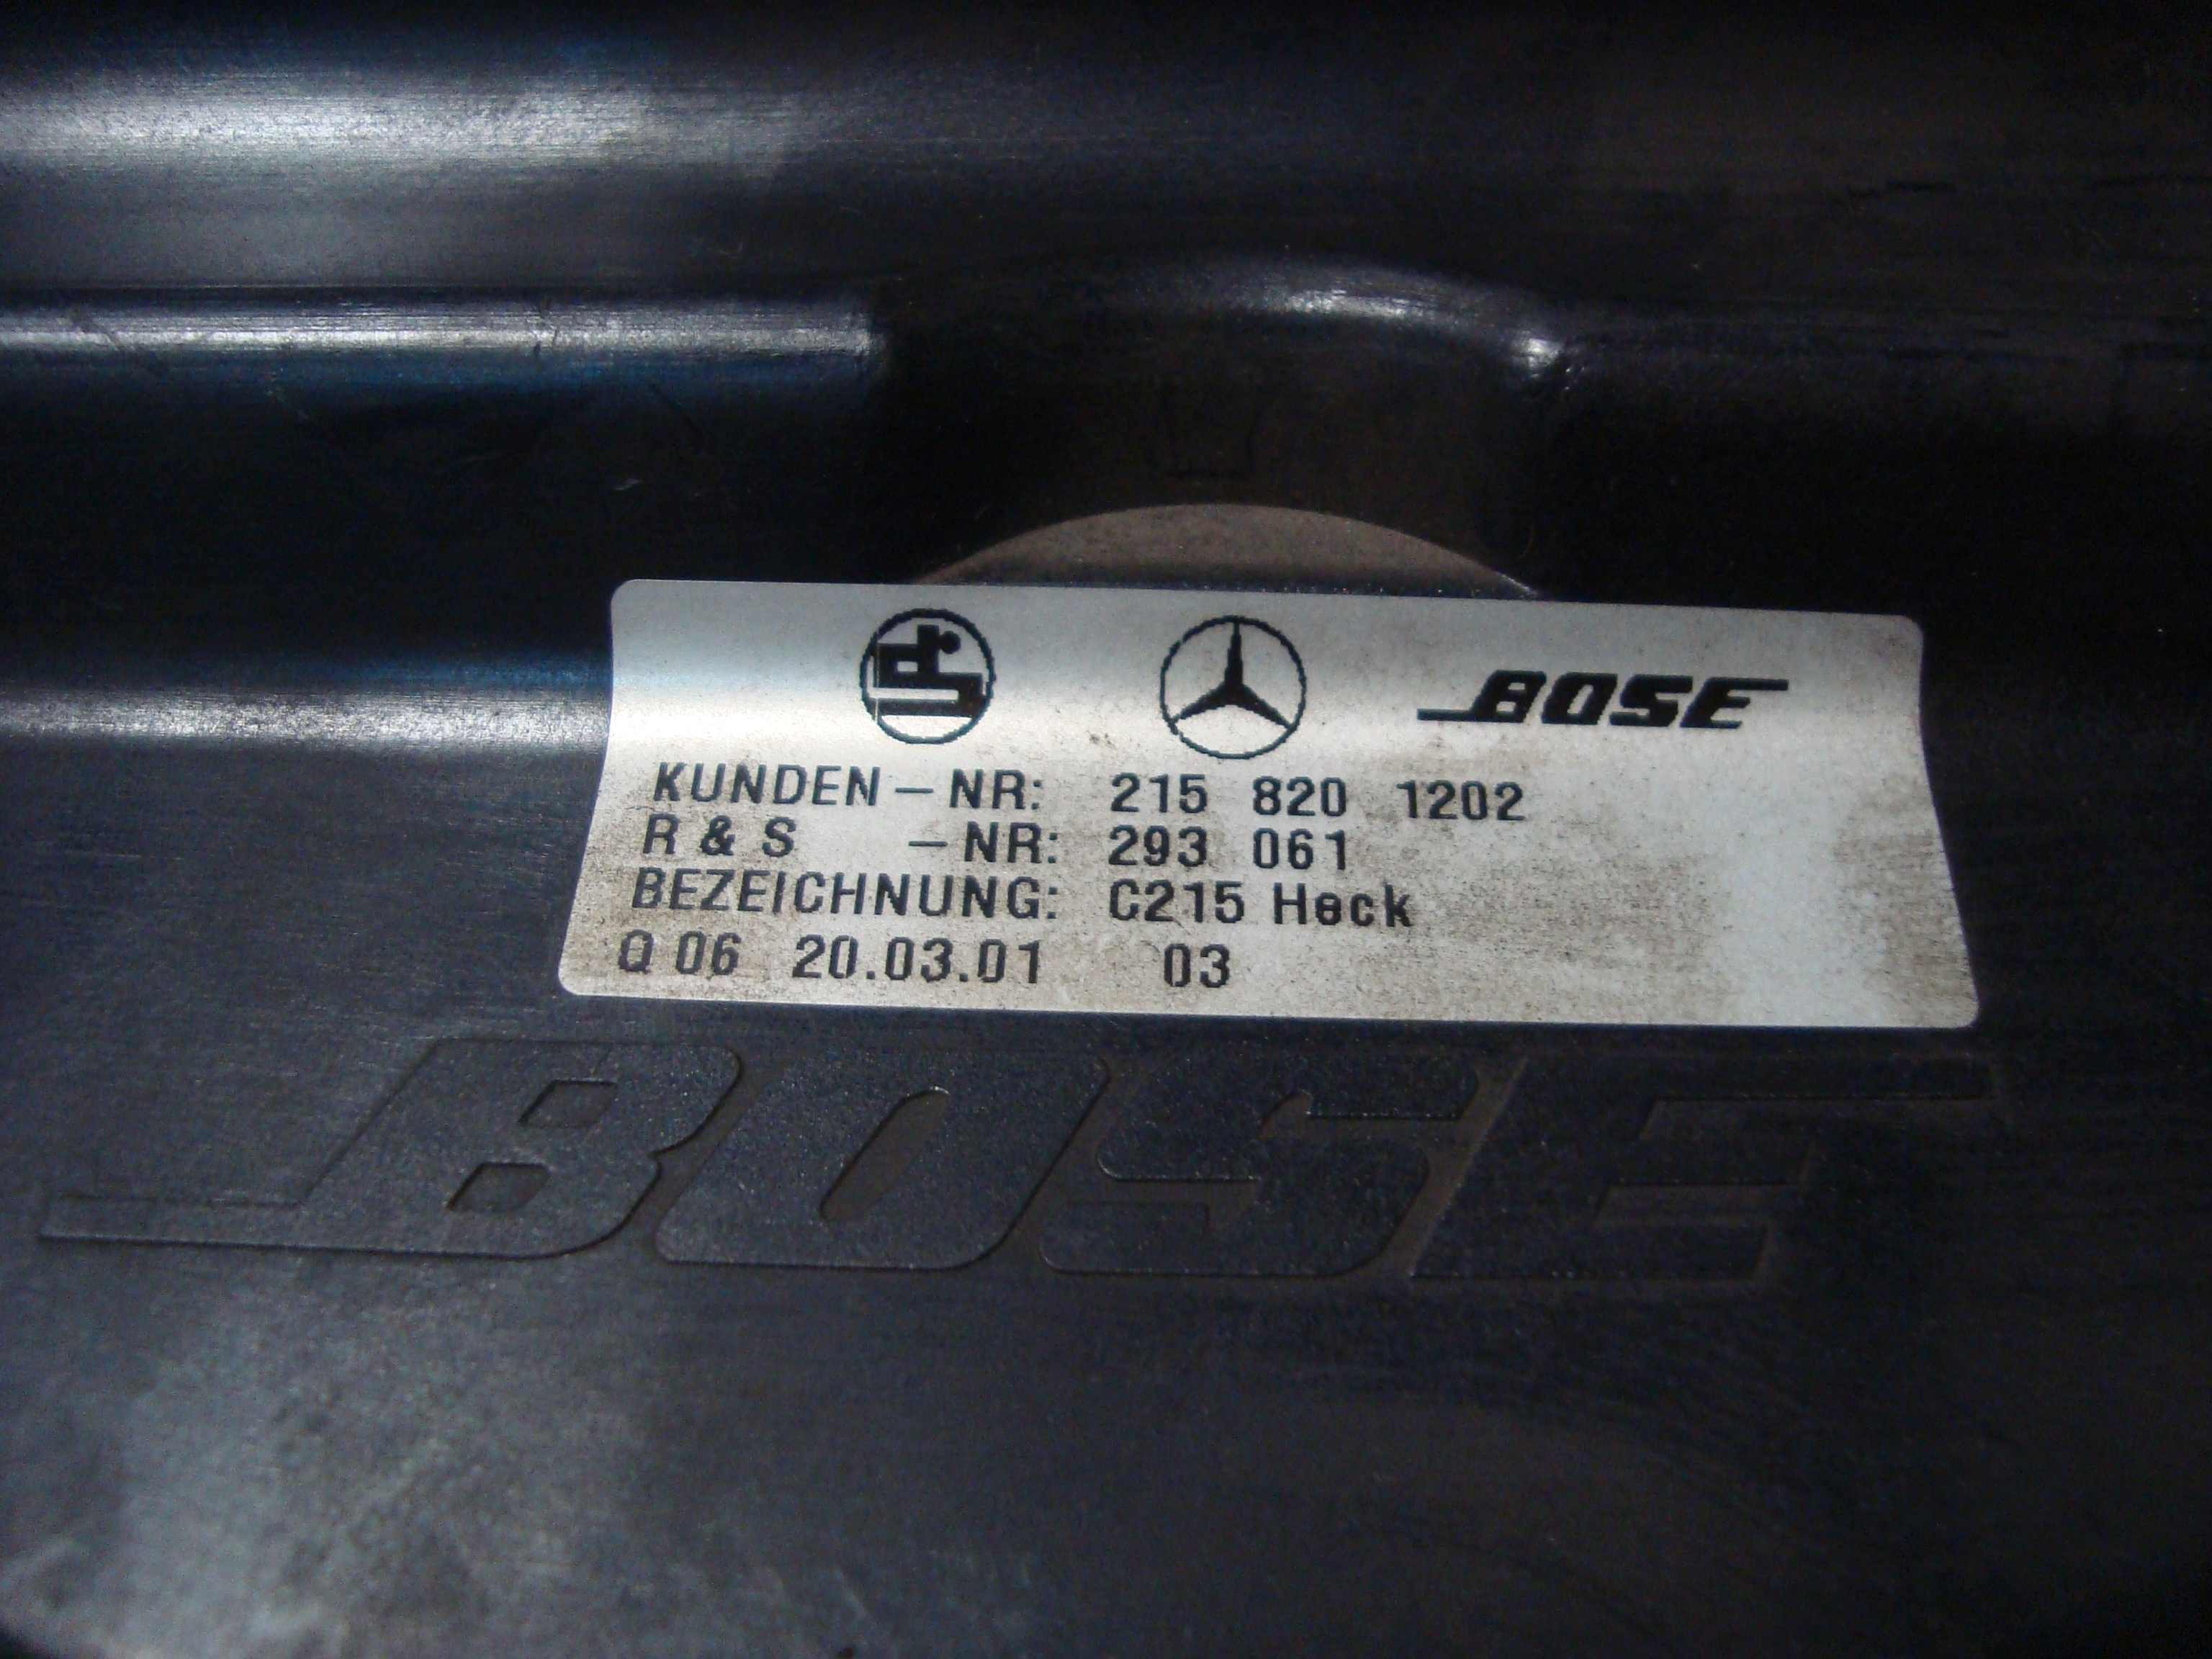 BOSE
KUNDEN-NR: 215 820 1202
R & S -NR: 293 061
BEZEICHNUNG: C215 Heck
Q 06 20.03.01 03
BOSE